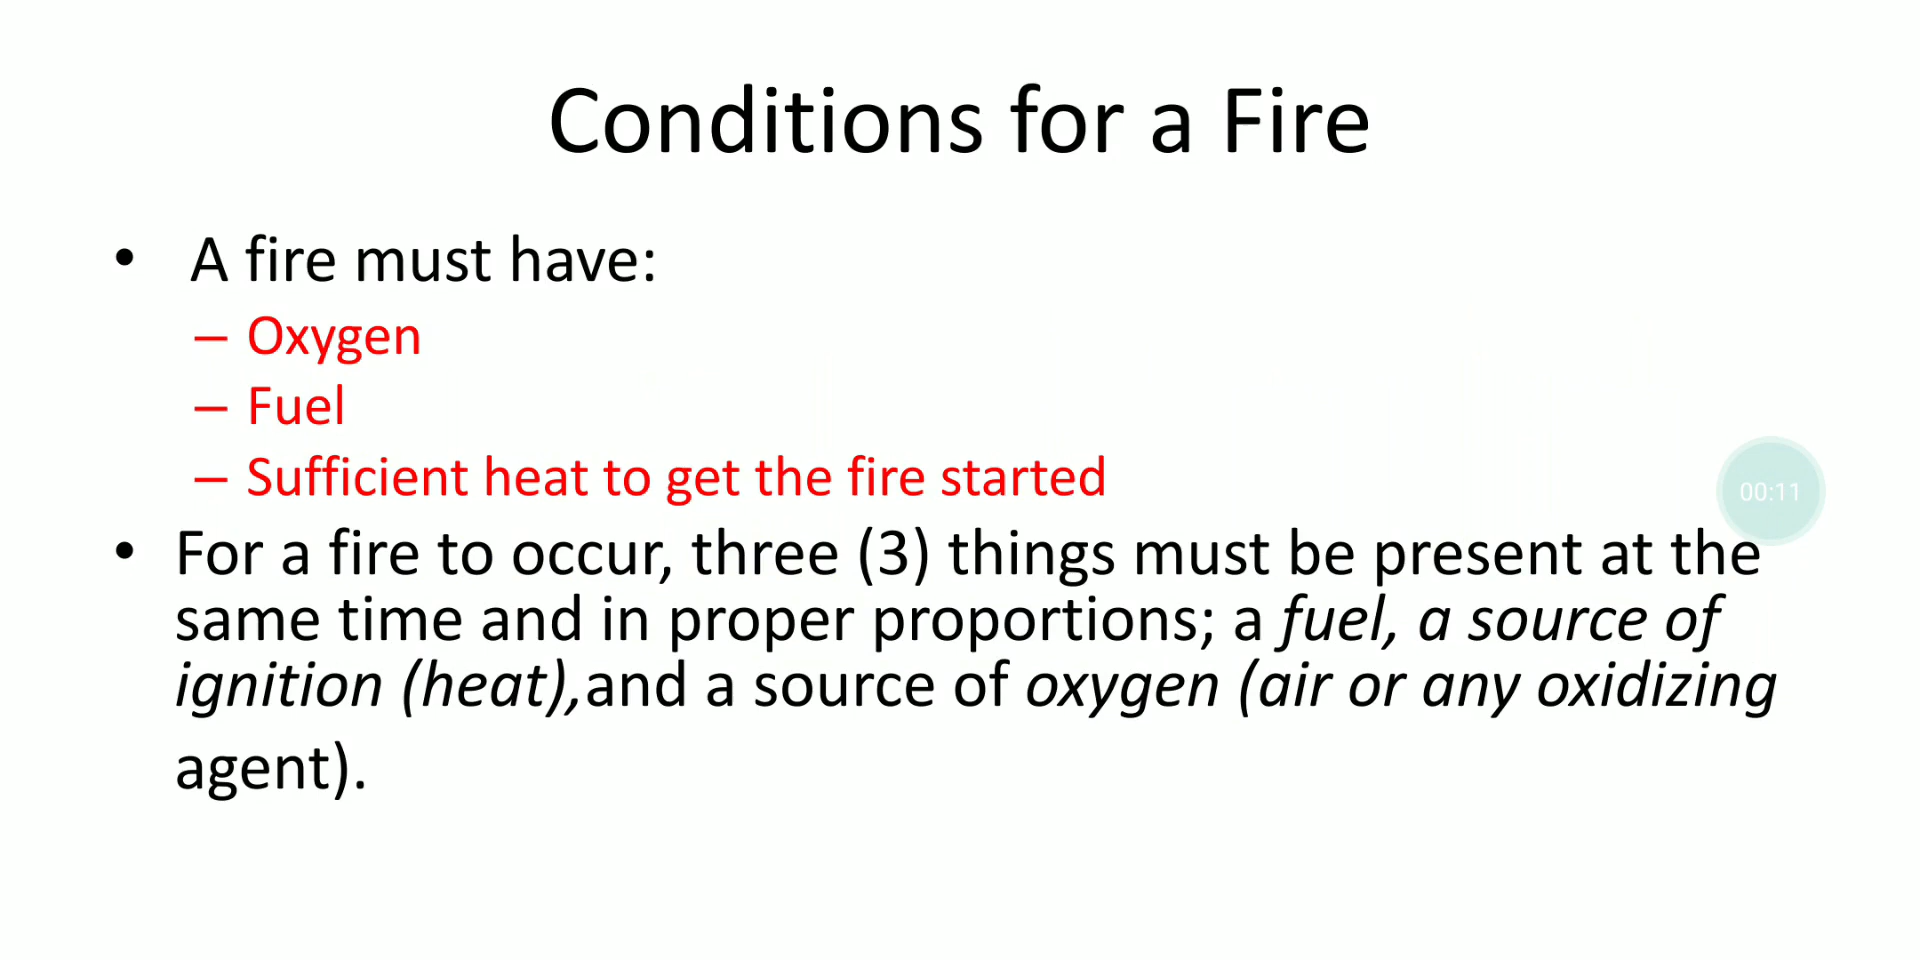 Conditions for a Fire
• A fire must have:
– Oxygen
– Fuel
– Sufficient heat to get the fire started
00:11
• For a fire to occur, three (3) things must be present at the
same time and in proper proportions; a fuel, a source of
ignition (heat),and a source of oxygen (air or any oxidizing
agent).